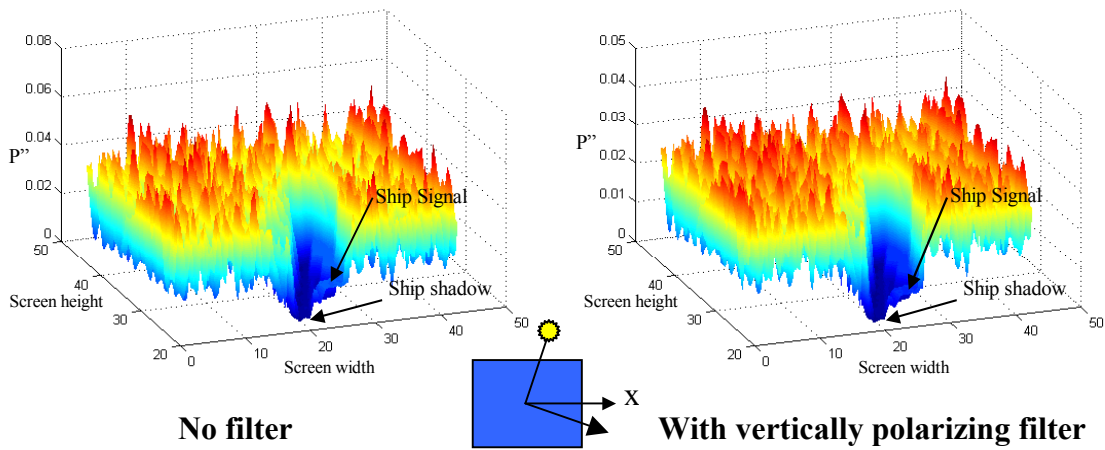 0.08
0.06
0.04
0.02
0
P”
50
40
30
20
Screen height
0
10
20
30
40
50
Screen width
Ship Signal
Ship shadow
No filter
X
0.05
0.04
0.03
0.02
0.01
0
P”
50
40
30
20
Screen height
0
10
20
30
40
50
Screen width
Ship Signal
Ship shadow
With vertically polarizing filter